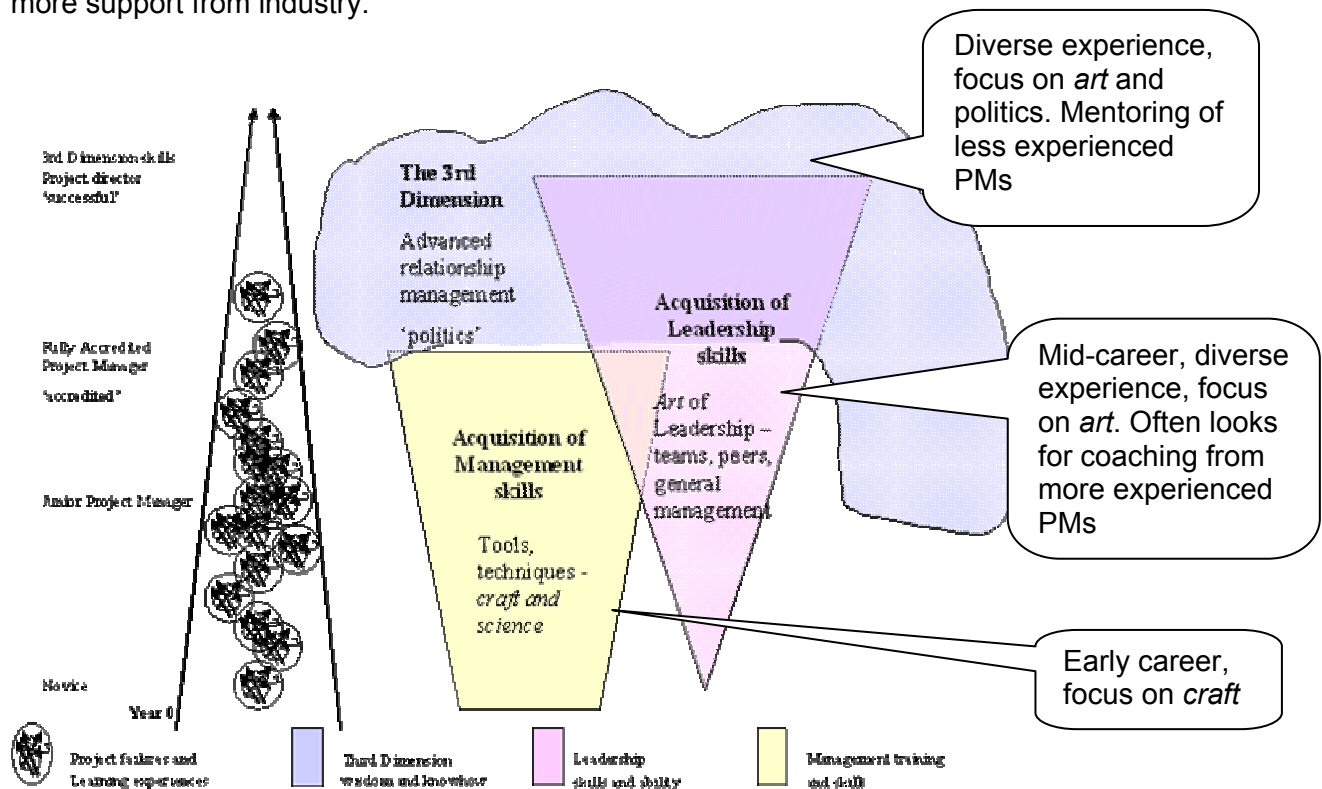 more support from industry.
Diverse experience,
focus on art and
politics. Mentoring of
less experienced
PMs
3rd Dimension skills
Project director
'successful'
The 3rd
Dimension
Advanced
relationship
management
'politics'
Acquisition of
Leadership
skills
Art of
Leadership –
teams, peers,
general
management
Fully Accredited
Project Manager
"accredited"
Mid-career, diverse
experience, focus
on art. Often looks
for coaching from
more experienced
PMs
Acquisition of
Management
skills
Tools,
techniques -
craft and
science
Junior Project Manager
Early career,
focus on craft
Novice
Year 0
Project failures and
Learning experiences
Third Dimension
wisdom and knowhow
Leadership
skills and ability
Management training
and skill